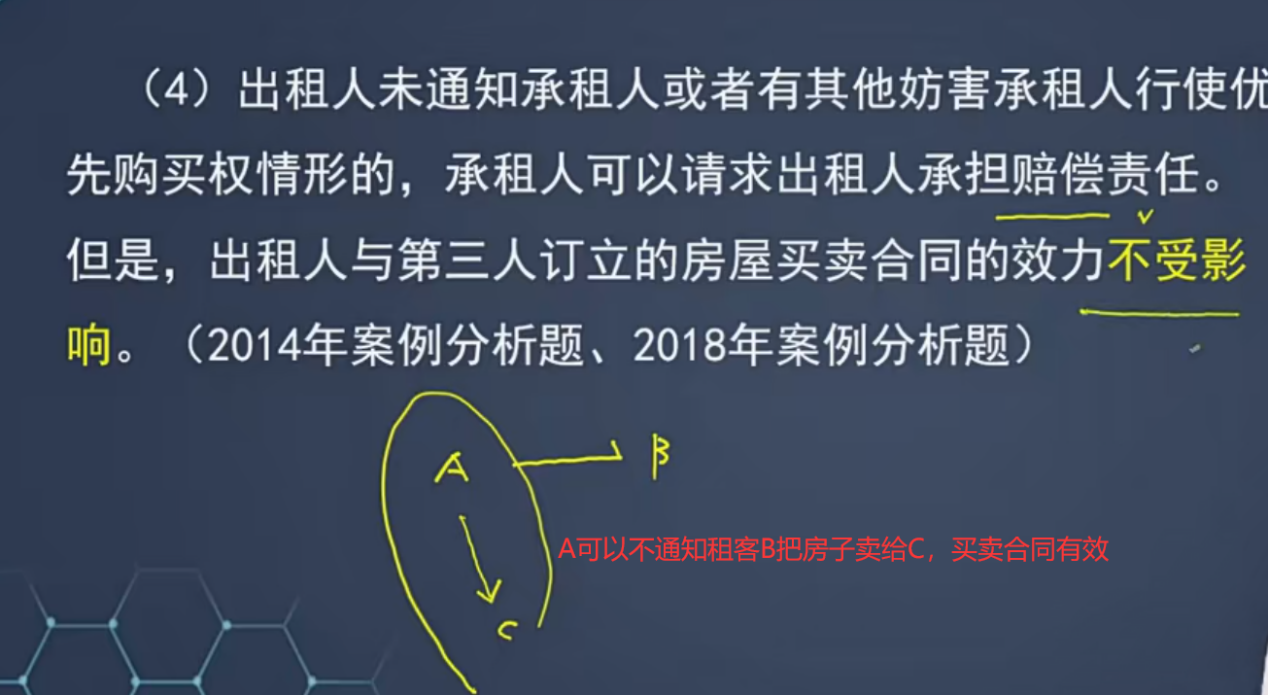 （4）出租人未通知承租人或者有其他妨害承租人行使优
先购买权情形的，承租人可以请求出租人承担赔偿责任。
但是，出租人与第三人订立的房屋买卖合同的效力不受影
响。（2014年案例分析题、2018年案例分析题）
A
B
A可以不通知租客B把房子卖给C，买卖合同有效
C